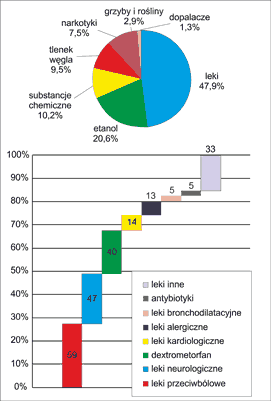 grzyby i rośliny
2,9%
dopalacze
1,3%
narkotyki
7,5%
tlenek
węgla
9,5%
leki
47,9%
substancje
chemiczne
10,2%
etanol
20,6%
100%
90%
80%
70%
60%
50%
40%
30%
20%
10%
0%
33
5
5
13
14
40
47
59
leki inne
antybiotyki
leki bronchodilatacyjne
leki alergiczne
leki kardiologiczne
dextrometorfan
leki neurologiczne
leki przeciwbólowe